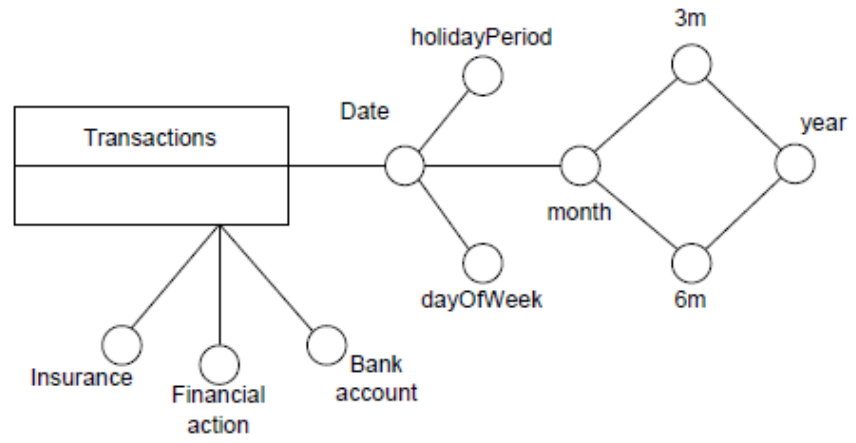 3m
holidayPeriod
Date
year
Transactions
month
dayOfWeek
6m
Insurance
Financial
action
Bank
account